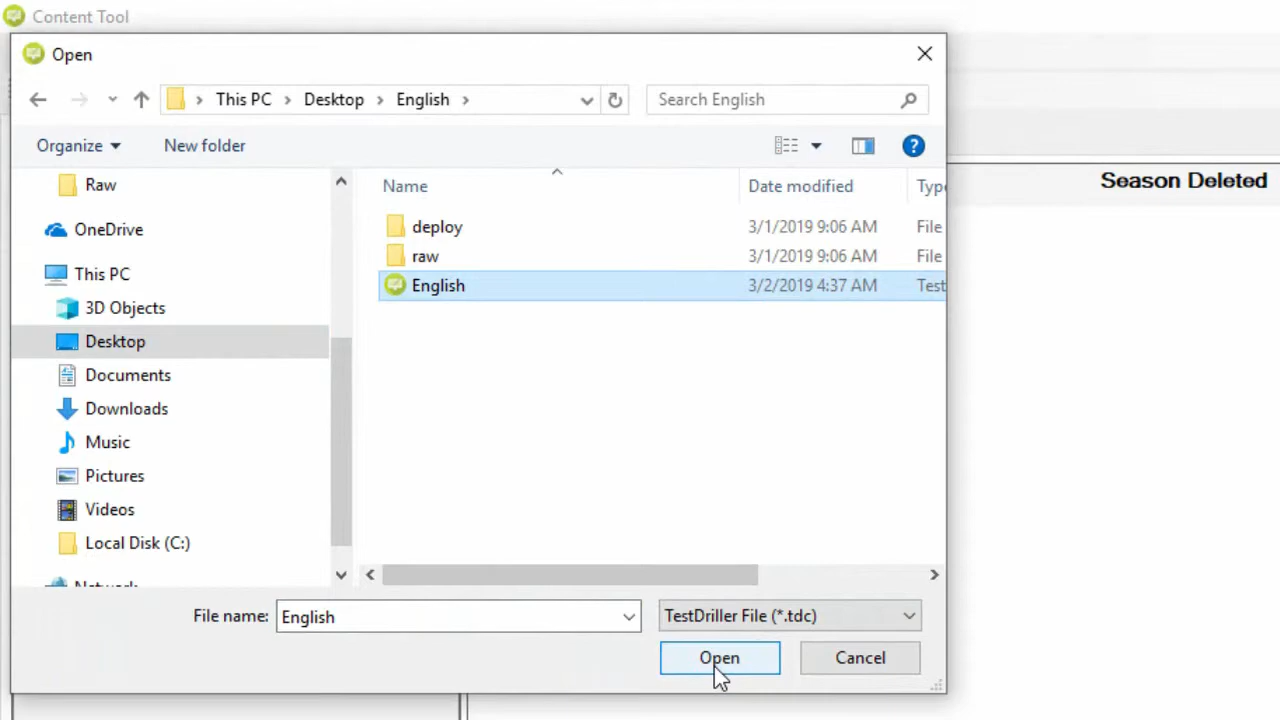 Content Tool
Open
This PC > Desktop > English >
Search English
Organize
New folder
?
Name
Date modified
Type
Season Deleted
Raw
OneDrive
This PC
3D Objects
Desktop
Documents
Downloads
Music
Pictures
Videos
Local Disk (C:)
Network
deploy 3/1/2019 9:06 AM File
raw 3/1/2019 9:06 AM File
English 3/2/2019 4:37 AM Test
File name: English
TestDriller File (*.tdc)
Open
Cancel